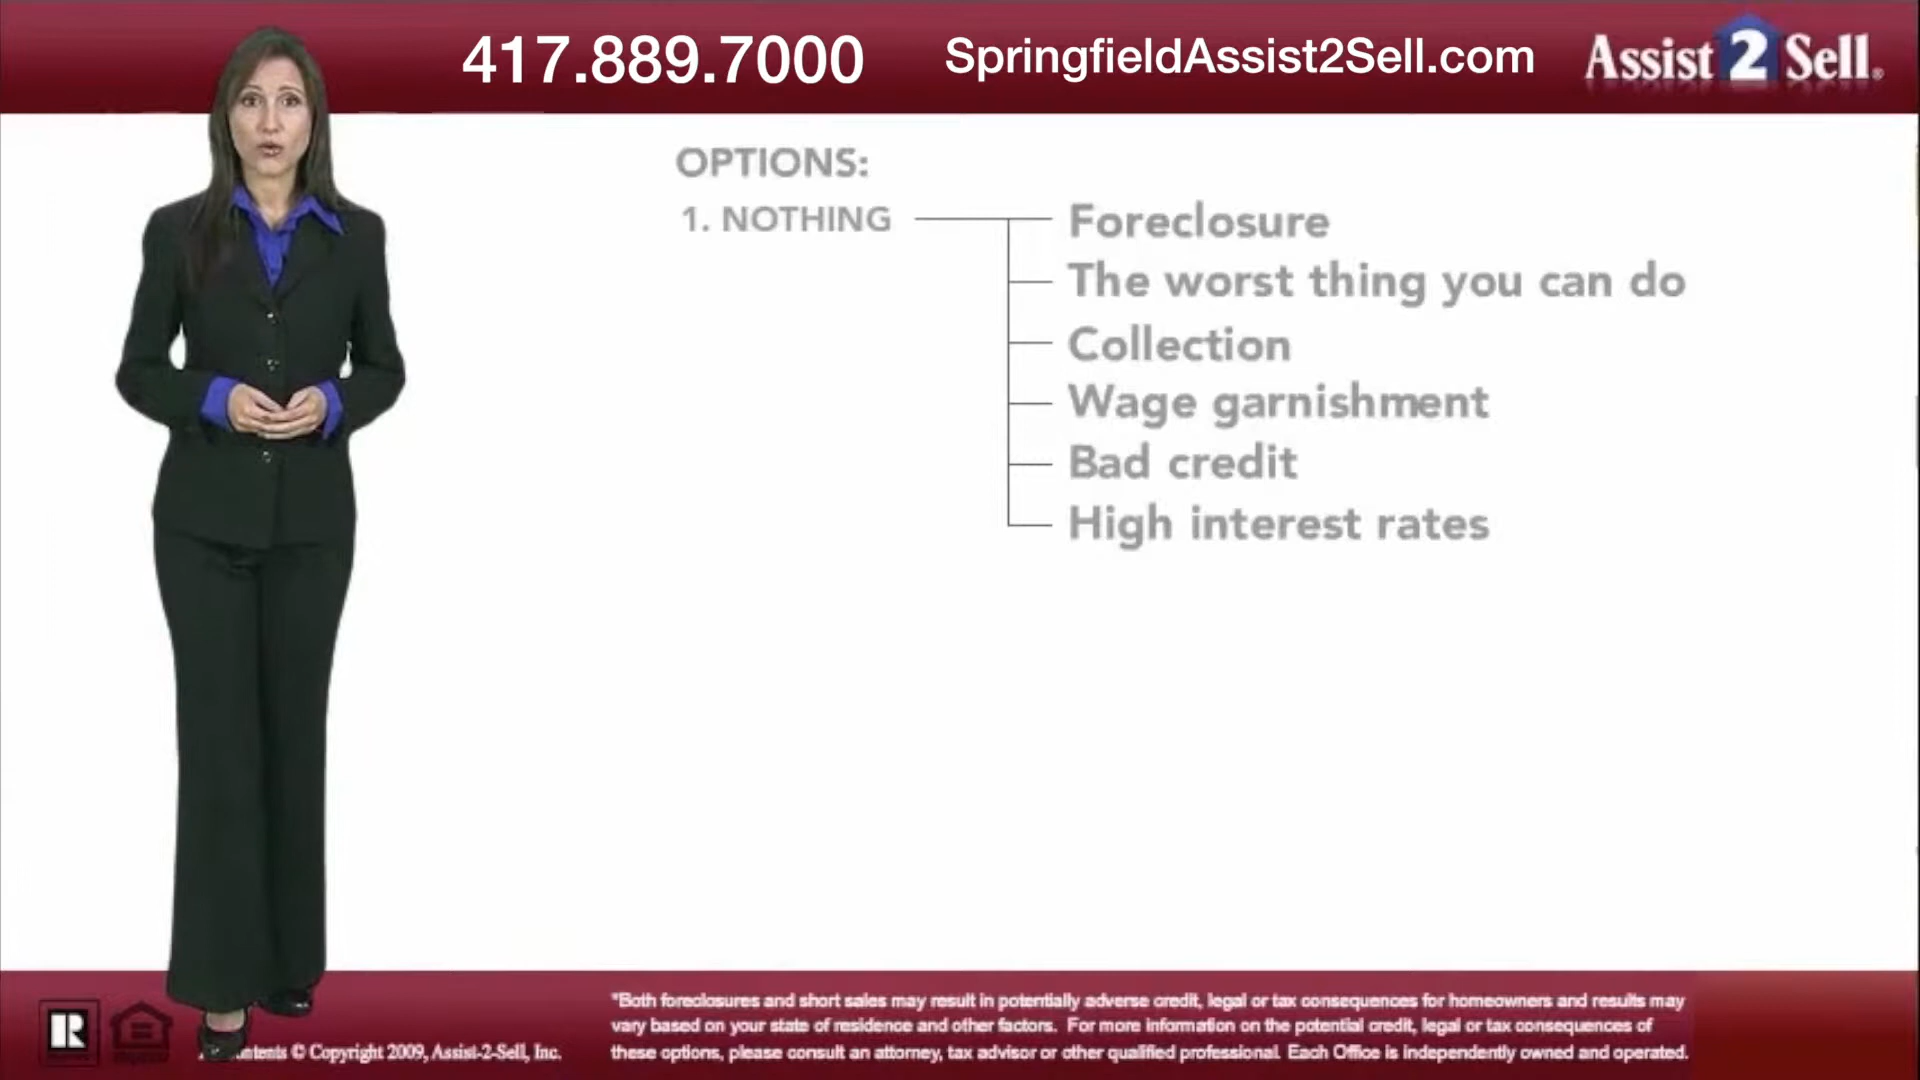 417.889.7000
SpringfieldAssist2Sell.com
Assist 2 Sell®
OPTIONS:
1. NOTHING
Foreclosure
The worst thing you can do
Collection
Wage garnishment
Bad credit
High interest rates
*Both foreclosures and short sales may result in potentially adverse credit, legal or tax consequences for homeowners and results may
vary based on your state of residence and other factors. For more information on the potential credit, legal or tax consequences of
these options, please consult an attorney, tax advisor or other qualified professional. Each Office is independently owned and operated.
© Copyright 2009, Assist-2-Sell, Inc.